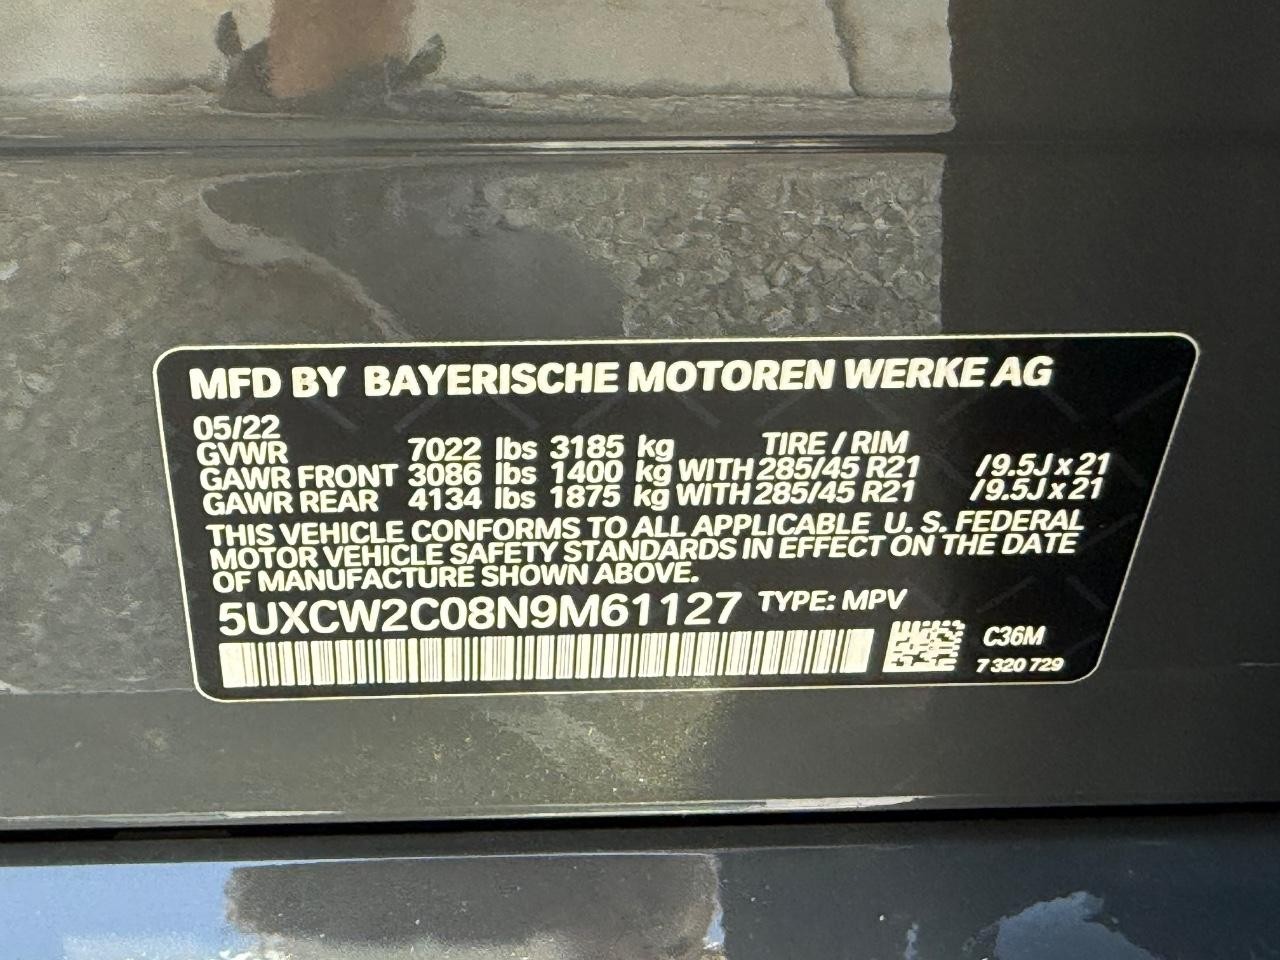 MFD BY BAYERISCHE MOTOREN WERKE AG
05/22
GVWR 7022 lbs 3185 kg TIRE / RIM
GAWR FRONT 3086 lbs 1400 kg WITH 285/45 R21 /9.5J x 21
GAWR REAR 4134 lbs 1875 kg WITH 285/45 R21 /9.5J x 21
THIS VEHICLE CONFORMS TO ALL APPLICABLE U. S. FEDERAL
MOTOR VEHICLE SAFETY STANDARDS IN EFFECT ON THE DATE
OF MANUFACTURE SHOWN ABOVE.
5UXCW2C08N9M61127 TYPE: MPV
C36M
7 320 729